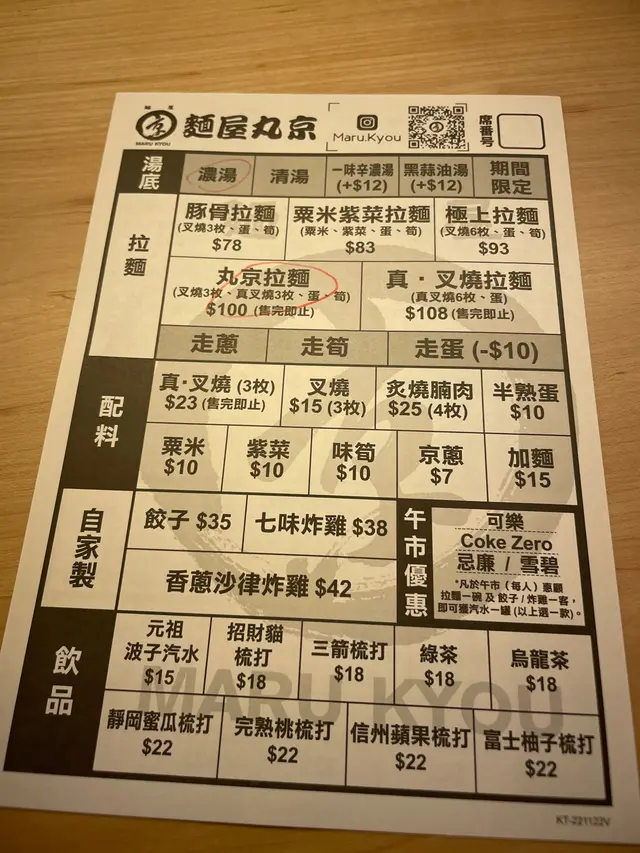 麵屋丸京
MARU KYOU
Maru.Kyou
席番号
湯底
濃湯
清湯
一味辛濃湯
(+$12)
黑蒜油湯
(+$12)
期間
限定
拉麵
豚骨拉麵
(叉燒3枚、蛋、筍)
$78
粟米紫菜拉麵
(粟米、紫菜、蛋、筍)
$83
極上拉麵
(叉燒6枚、蛋、筍)
$93
丸京拉麵
(叉燒3枚、真叉燒3枚、蛋、筍)
$100 (售完即止)
真・叉燒拉麵
(真叉燒6枚、蛋)
$108 (售完即止)
走蔥
走筍
走蛋 (-$10)
配料
真・叉燒 (3枚)
$23 (售完即止)
叉燒
$15 (3枚)
炙燒腩肉
$25 (4枚)
半熟蛋
$10
粟米
$10
紫菜
$10
味筍
$10
京蔥
$7
加麵
$15
自家製
餃子 $35
七味炸雞 $38
香蔥沙律炸雞 $42
午市優惠
可樂
Coke Zero
忌廉 / 雪碧
*凡於午市（每人）惠顧
拉麵一碗 及 餃子 / 炸雞一客，
即可獲汽水一罐(以上選一款)。
飲品
元祖
波子汽水
$15
招財貓
梳打
$18
三箭梳打
$18
綠茶
$18
烏龍茶
$18
靜岡蜜瓜梳打
$22
完熟桃梳打
$22
信州蘋果梳打
$22
富士柚子梳打
$22
MARU KYOU
KT-221122V